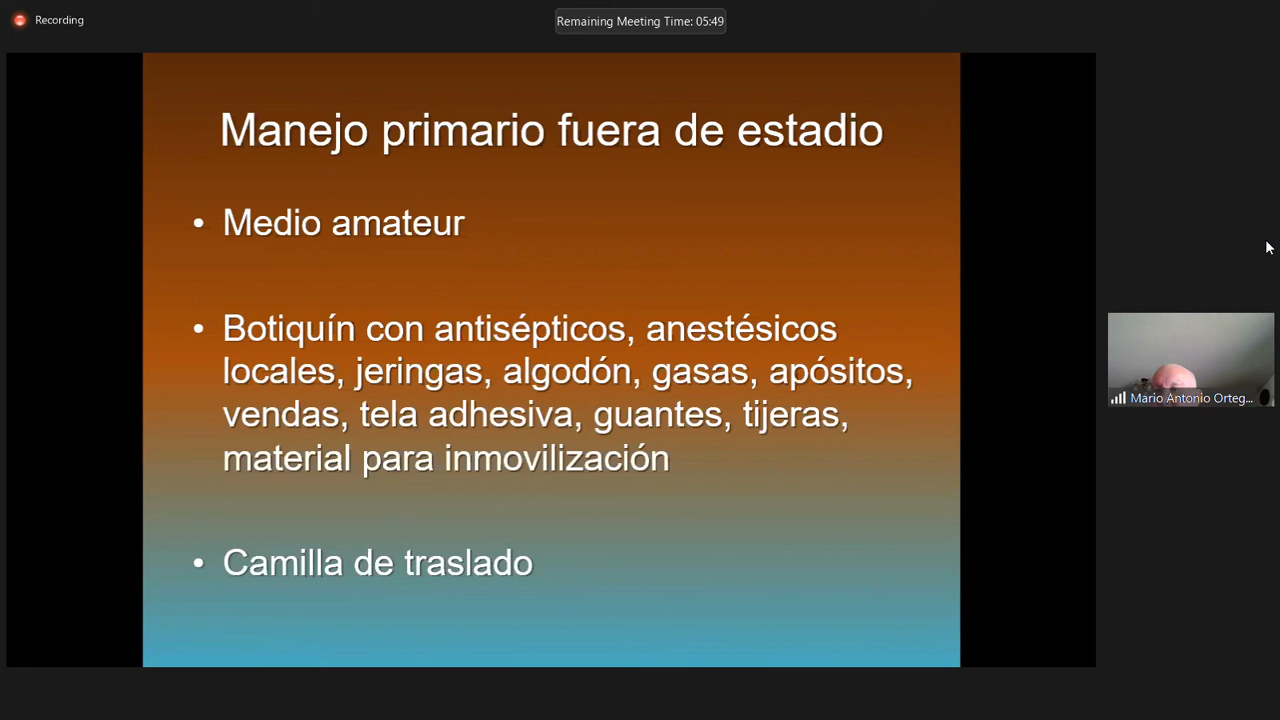 Recording
Remaining Meeting Time: 05:49
Manejo primario fuera de estadio
• Medio amateur
• Botiquín con antisépticos, anestésicos
locales, jeringas, algodón, gasas, apósitos,
vendas, tela adhesiva, guantes, tijeras,
material para inmovilización
• Camilla de traslado
Mario Antonio Orteg...